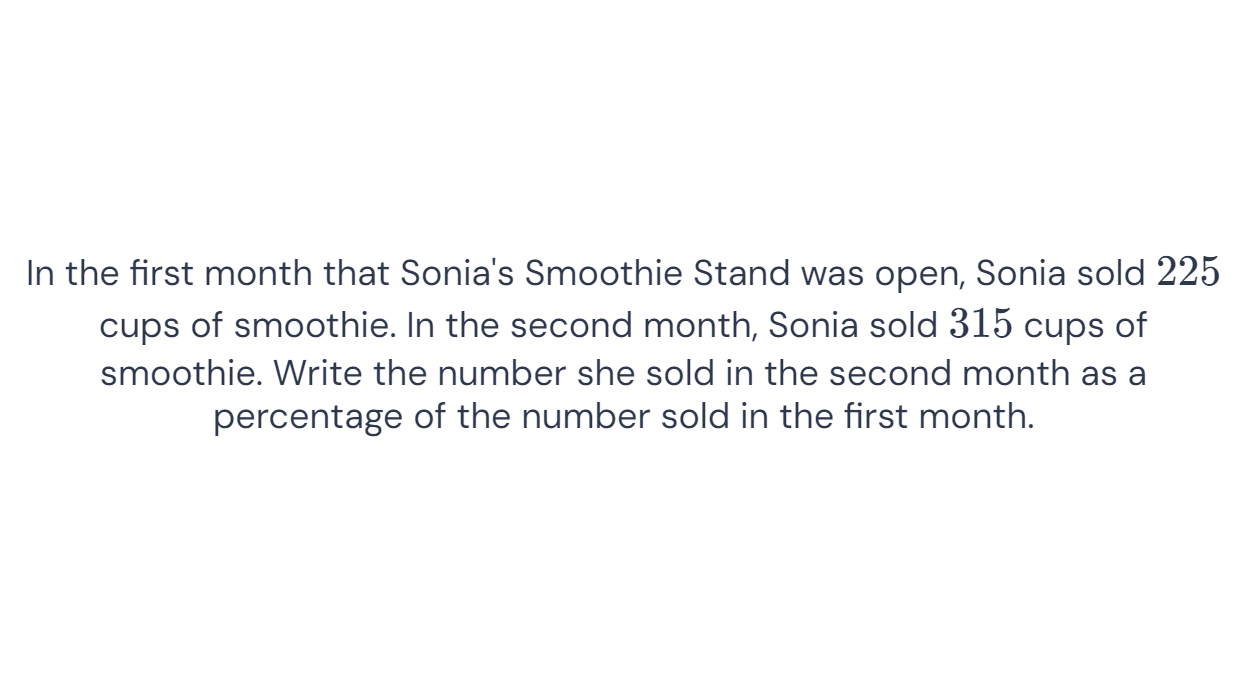 In the first month that Sonia's Smoothie Stand was open, Sonia sold 225
cups of smoothie. In the second month, Sonia sold 315 cups of
smoothie. Write the number she sold in the second month as a
percentage of the number sold in the first month.